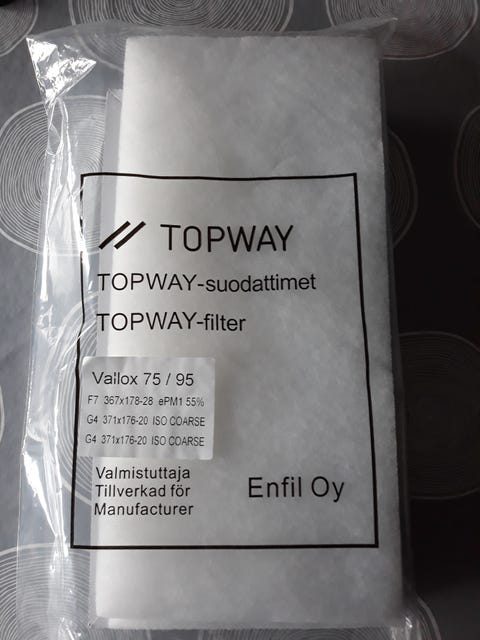 TOPWAY
TOPWAY-suodattimet
TOPWAY-filter
Vallox 75 / 95
F7 367x178-28 ePM1 55%
G4 371x176-20 ISO COARSE
G4 371x176-20 ISO COARSE
Valmistuttaja
Tillverkad för
Manufacturer
Enfil Oy